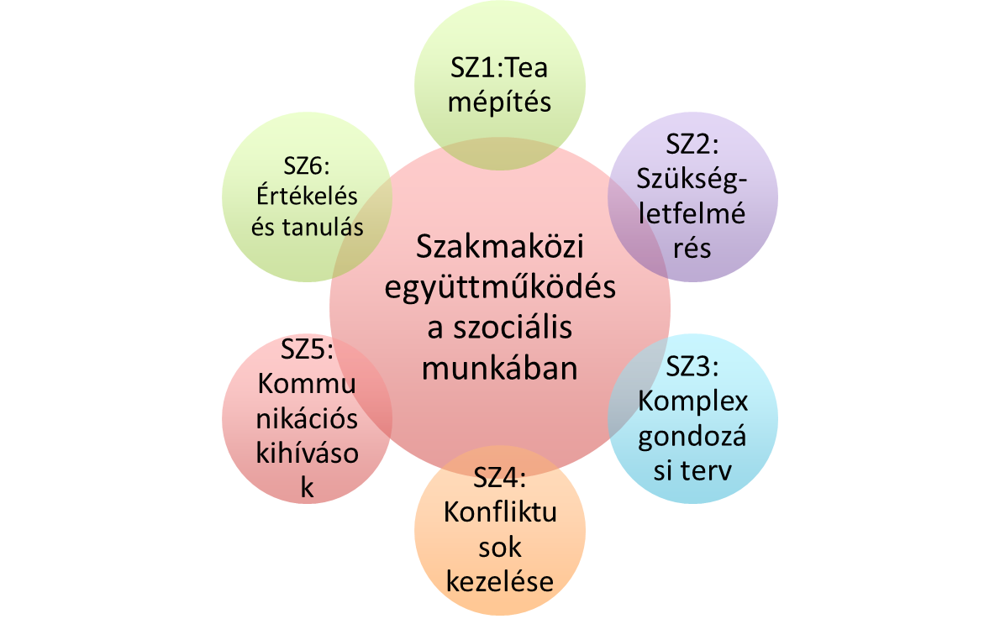 SZ1:Tea
mépítés
SZ2:
Szükség-
letfelmé
rés
SZ3:
Komplex
gondozá
si terv
SZ4:
Konfliktu
sok
kezelése
SZ5:
Kommu
nikációs
kihíváso
k
SZ6:
Értékelés
és tanulás
Szakmaközi
együttműködés
a szociális
munkában